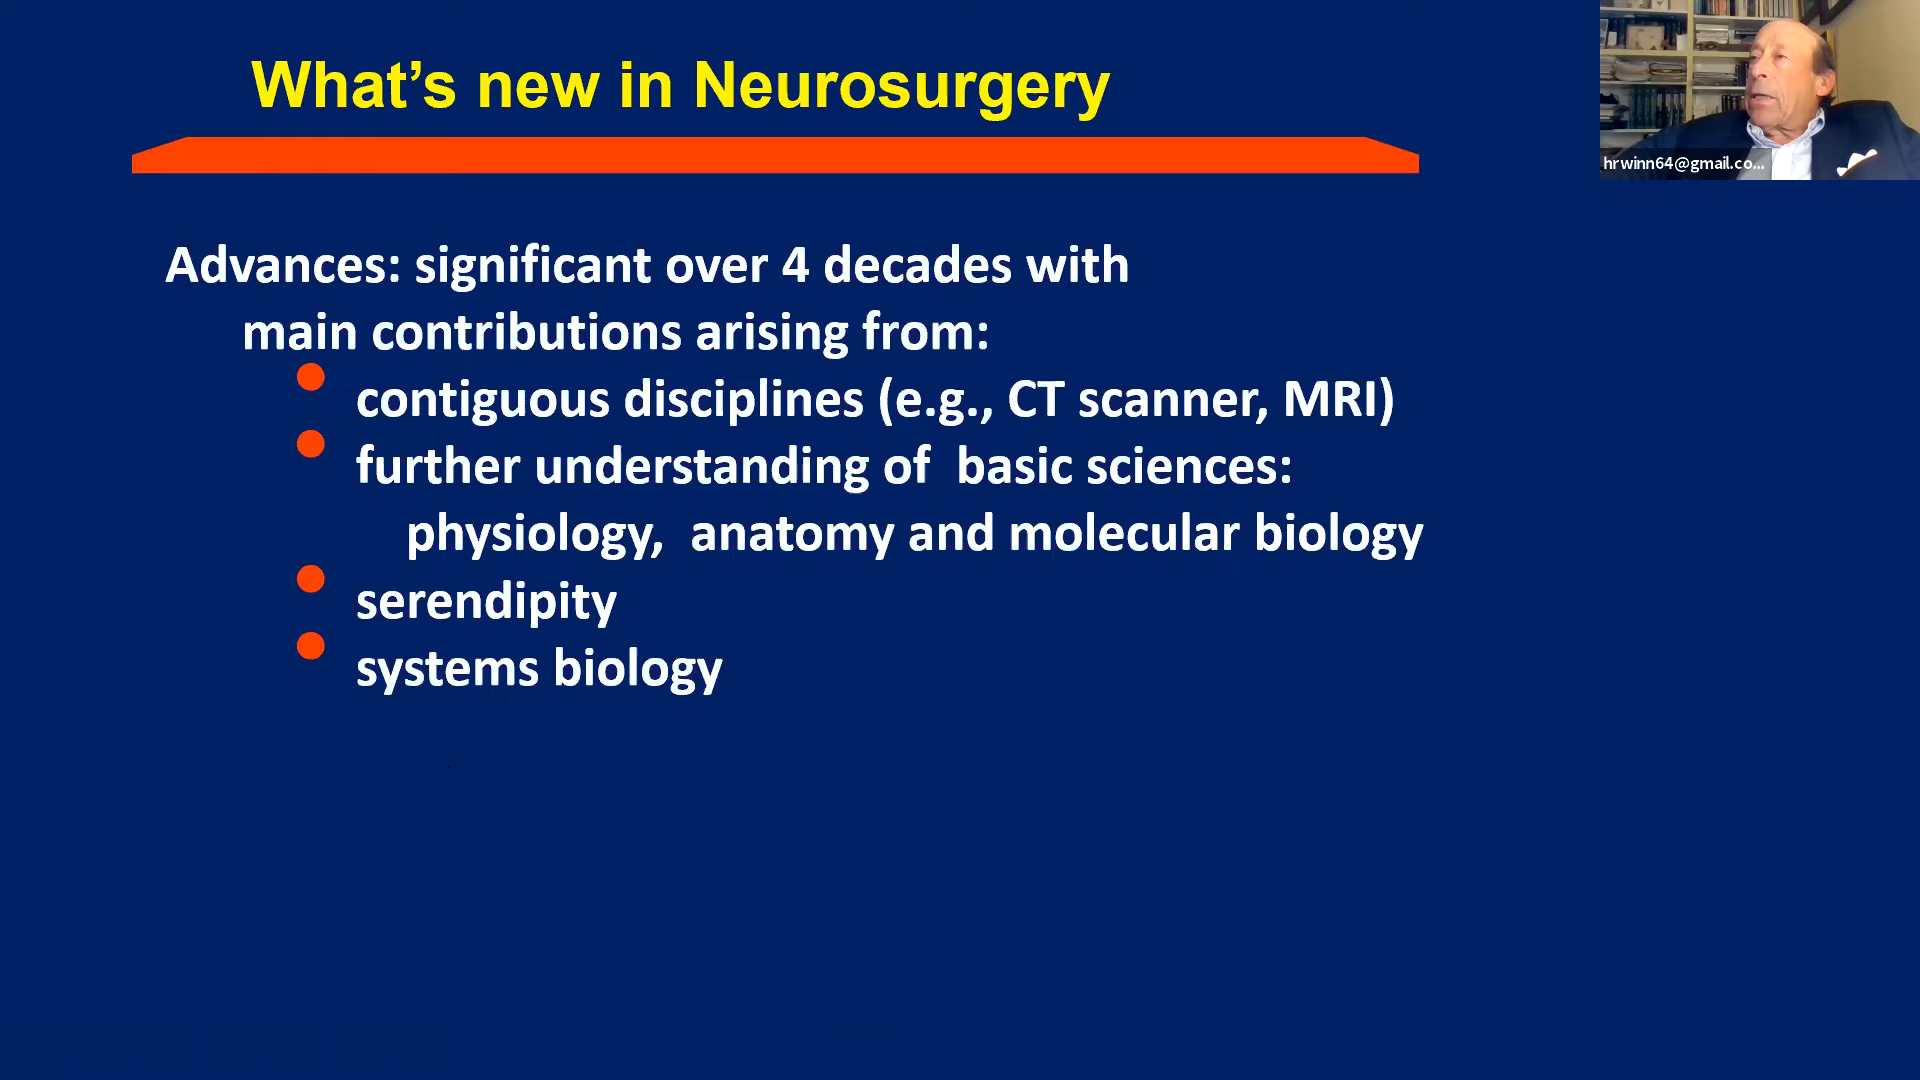 What's new in Neurosurgery
hrwinn64@gmail.co...
Advances: significant over 4 decades with
main contributions arising from:
contiguous disciplines (e.g., CT scanner, MRI)
further understanding of  basic sciences:
physiology,  anatomy and molecular biology
serendipity
systems biology